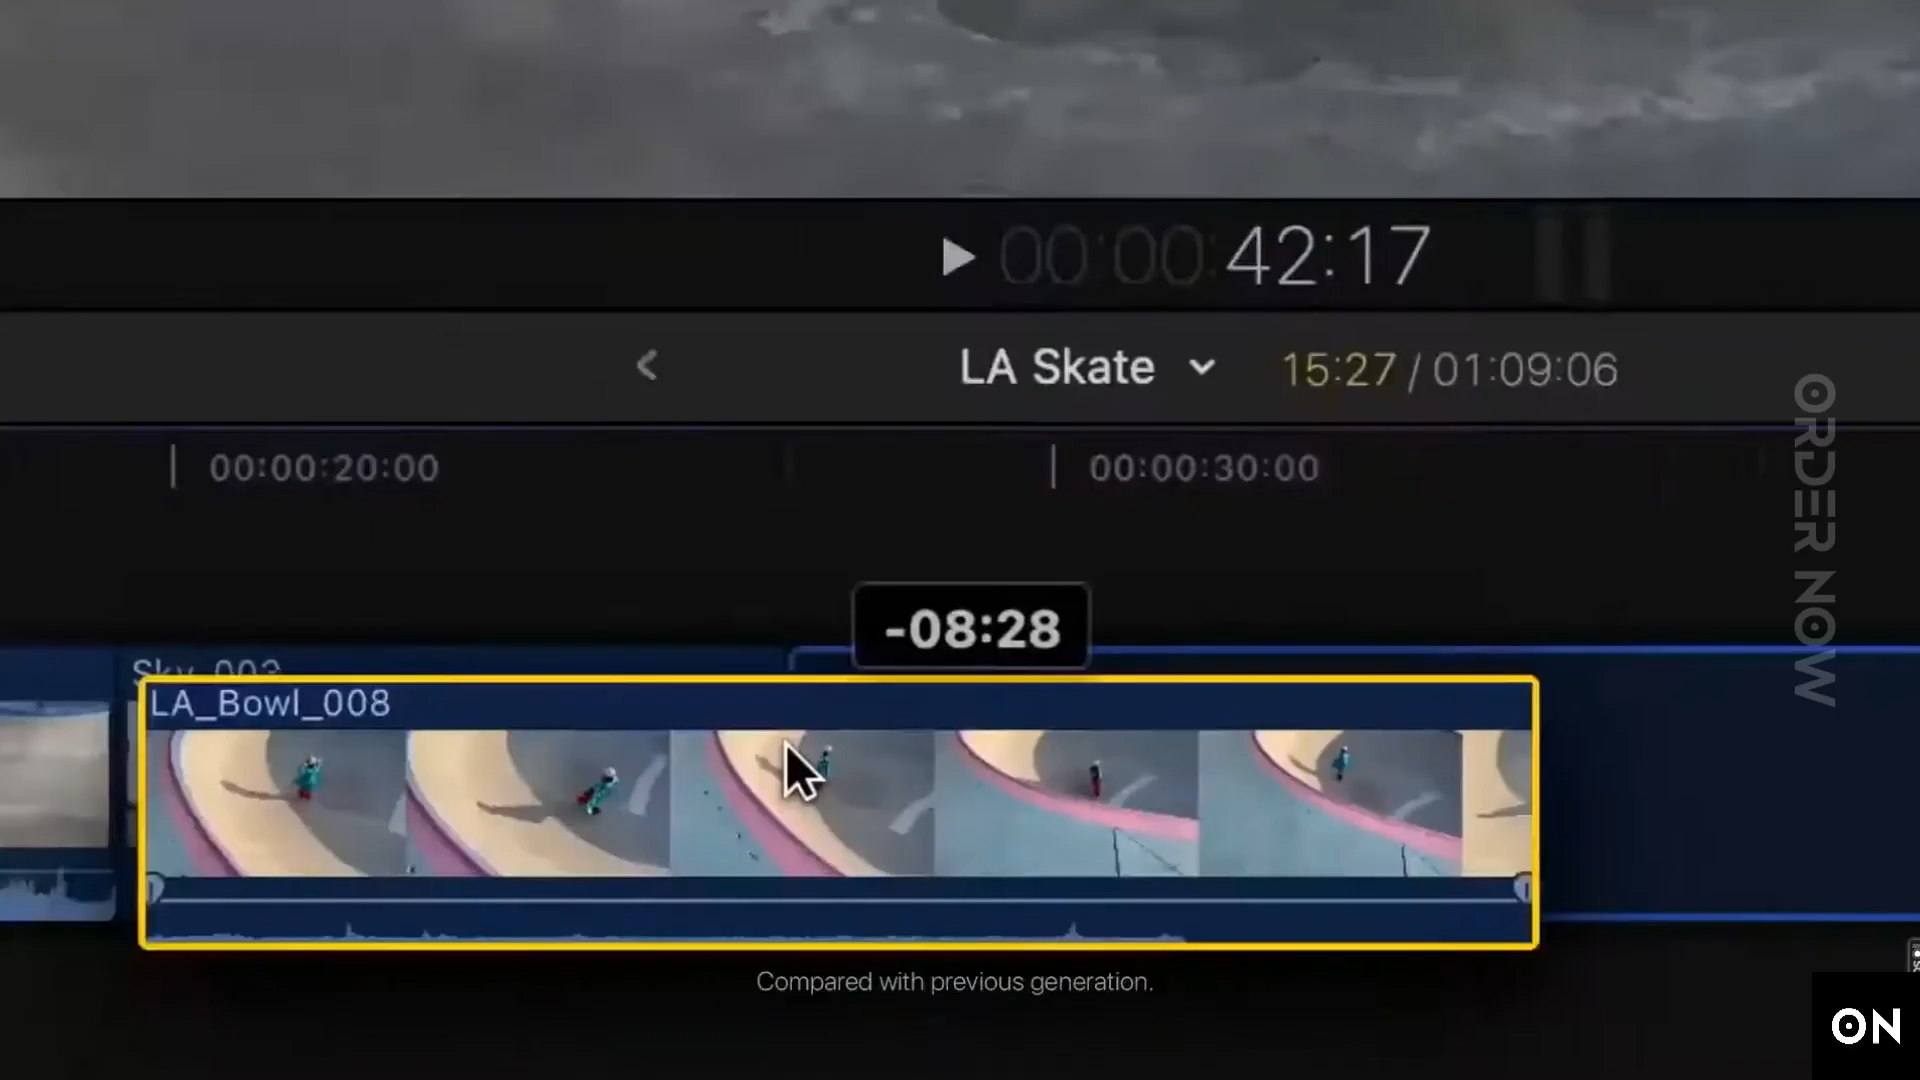 00:00:42:17
LA Skate
15:27 / 01:09:06
00:00:20:00
00:00:30:00
ORDER NOW
-08:28
Sky_003
LA_Bowl_008
Compared with previous generation.
ON